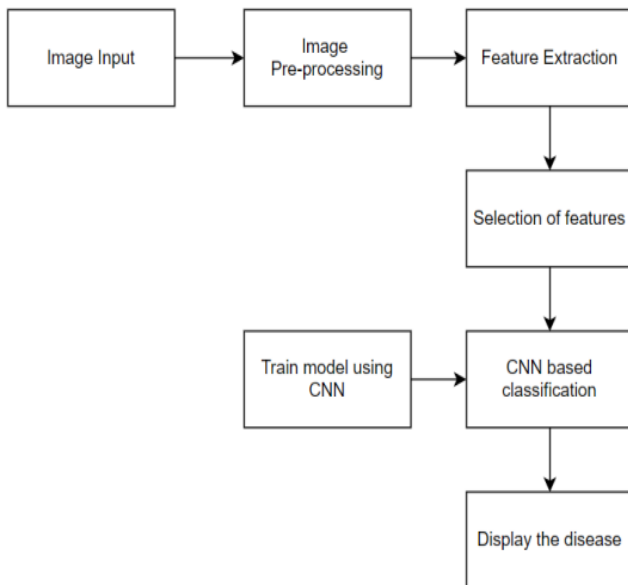 Image Input
Image
Pre-processing
Feature Extraction
Selection of features
Train model using
CNN
CNN based
classification
Display the disease